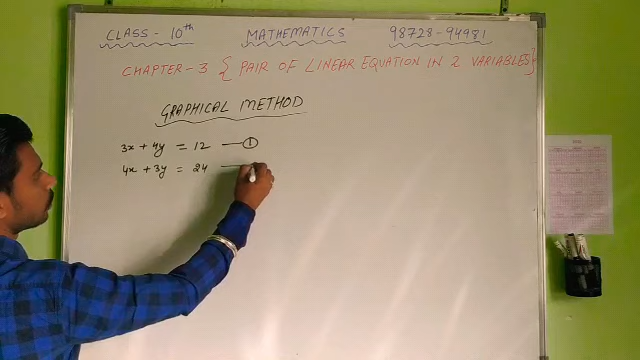 CLASS - 10th MATHEMATICS 98728-94981
CHAPTER-3 { PAIR OF LINEAR EQUATION IN 2 VARIABLES}
GRAPHICAL METHOD
3x + 4y = 12 — ①
4x + 3y = 24 —